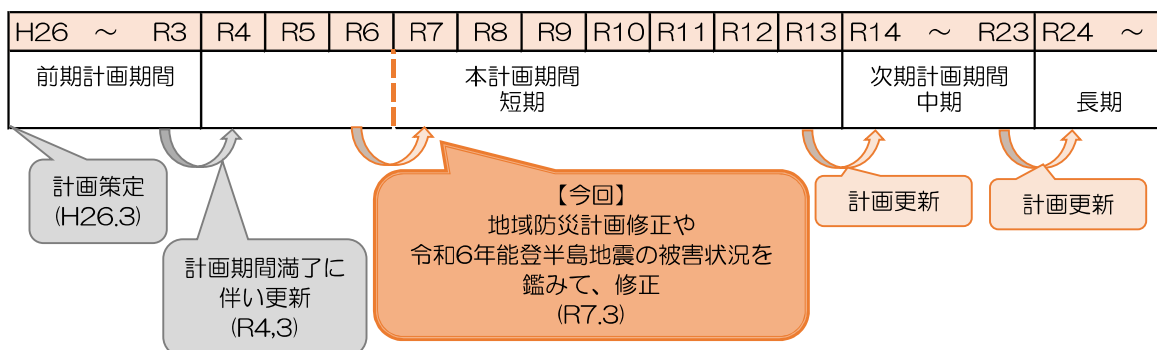 H26 ～ R3 R4 R5 R6 R7 R8 R9 R10 R11 R12 R13 R14 ～ R23 R24 ～
前期計画期間 本計画期間 次期計画期間
短期 中期 長期
計画策定
(H26.3)
計画期間満了に
伴い更新
(R4,3)
【今回】
地域防災計画修正や
令和6年能登半島地震の被害状況を
鑑みて、修正
(R7.3)
計画更新
計画更新